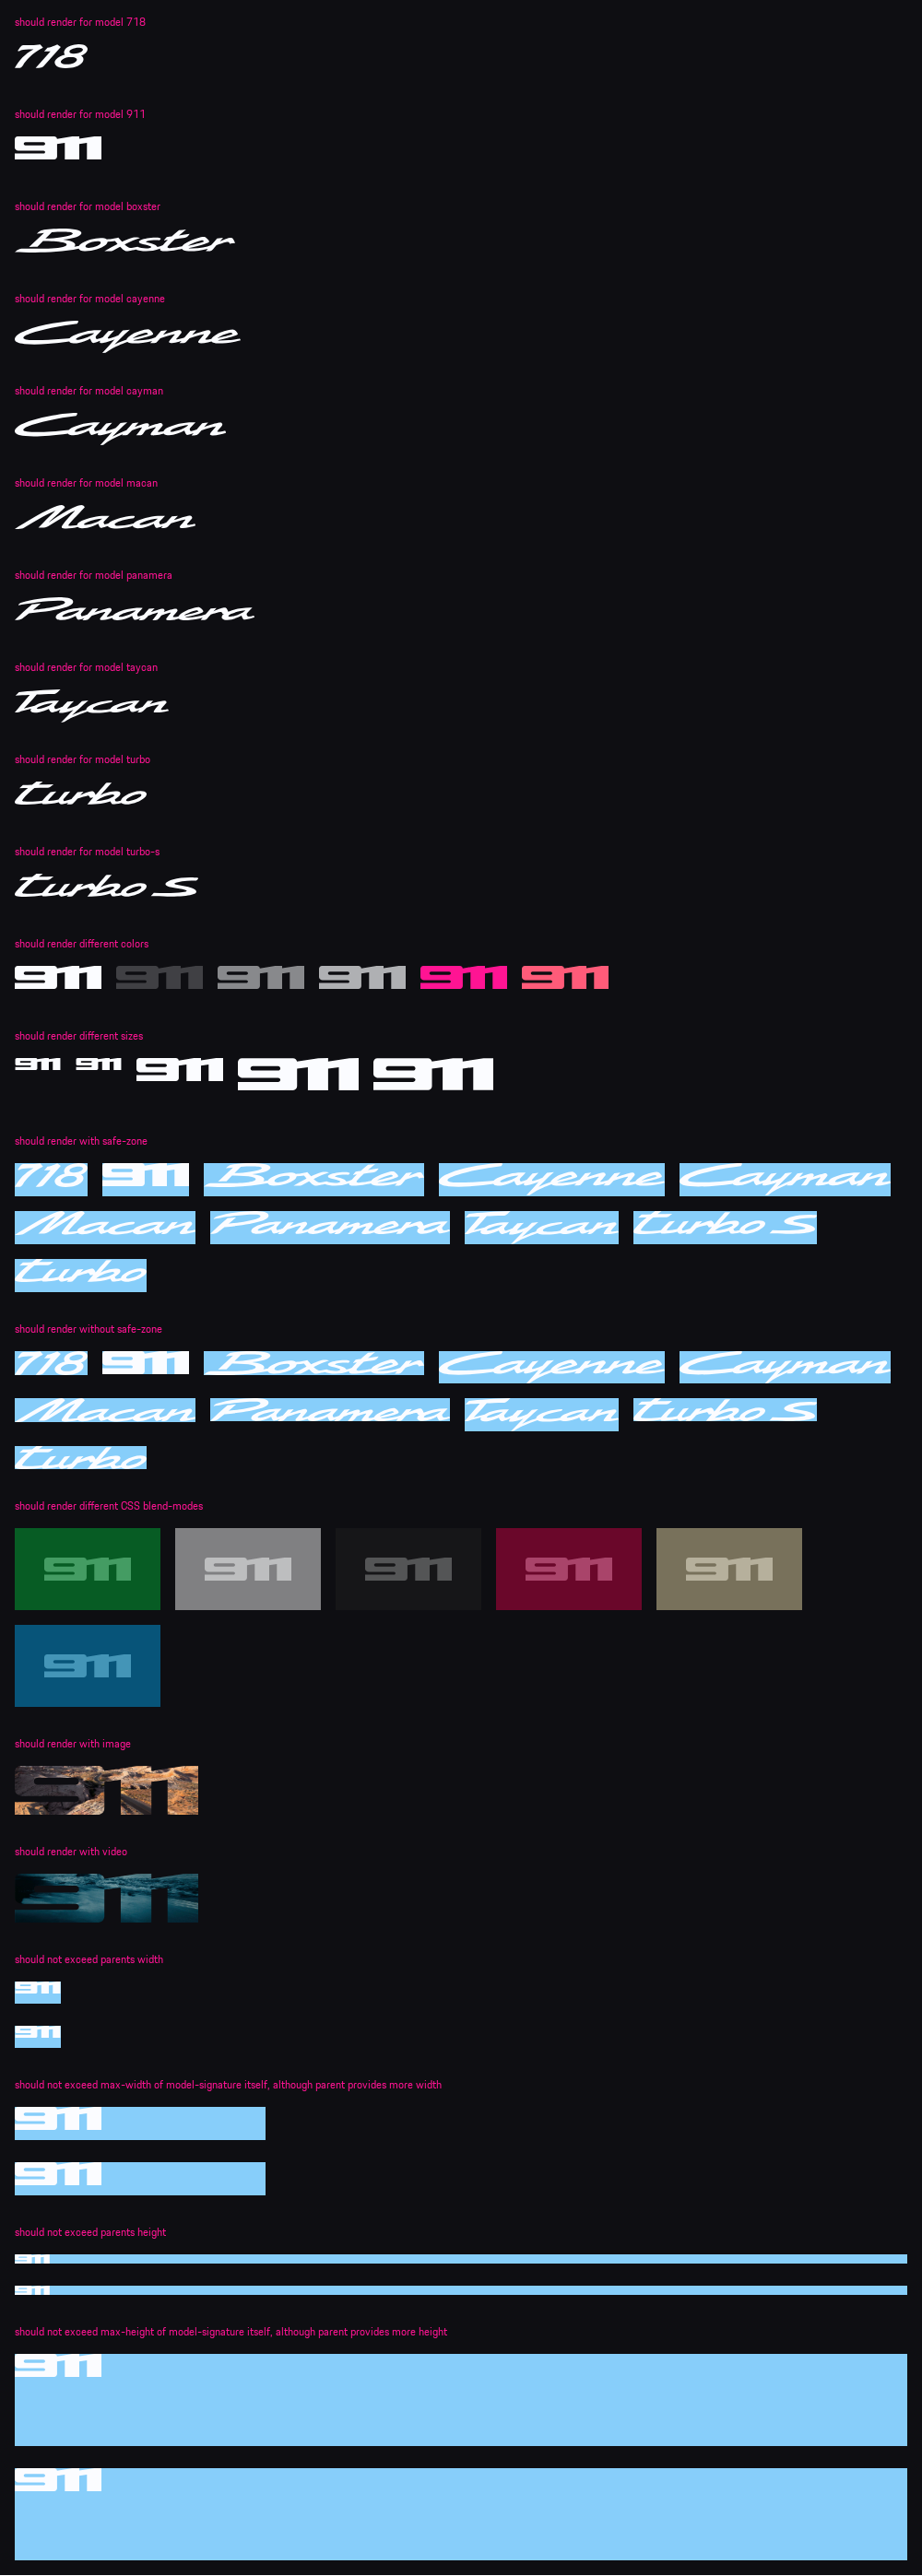 should render for model 718
718
should render for model 911
911
should render for model boxster
Boxster
should render for model cayenne
Cayenne
should render for model cayman
Cayman
should render for model macan
Macan
should render for model panamera
Panamera
should render for model taycan
Taycan
should render for model turbo
turbo
should render for model turbo-s
turbo S
should render different colors
911 911 911 911 911 911
should render different sizes
911 911 911 911 911
should render with safe-zone
718 911 Boxster Cayenne Cayman
Macan Panamera Taycan turbo S
turbo
should render without safe-zone
718 911 Boxster Cayenne Cayman
Macan Panamera Taycan turbo S
turbo
should render different CSS blend-modes
911 911 911 911 911
911
should render with image
911
should render with video
911
should not exceed parents width
911
911
should not exceed max-width of model-signature itself, although parent provides more width
911
911
should not exceed parents height
911
911
should not exceed max-height of model-signature itself, although parent provides more height
911
911